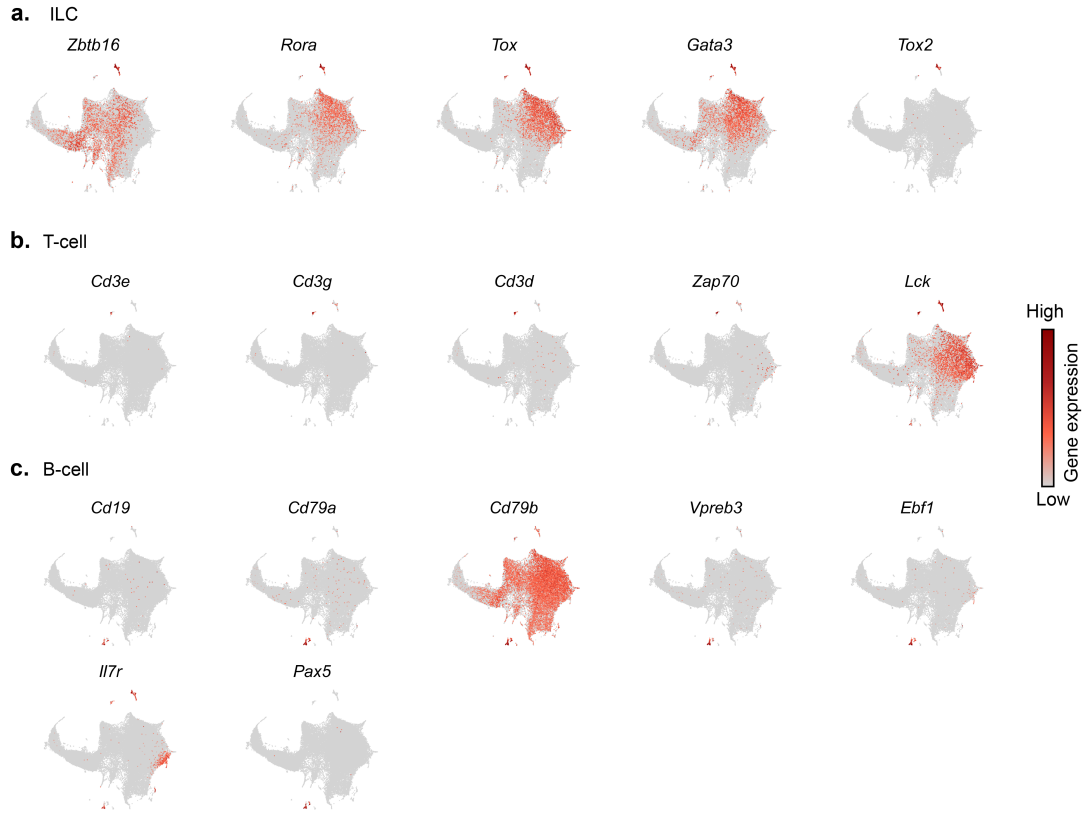 a. ILC
Zbtb16 Rora Tox Gata3 Tox2
b. T-cell
Cd3e Cd3g Cd3d Zap70 Lck
High
Gene expression
Low
c. B-cell
Cd19 Cd79a Cd79b Vpreb3 Ebf1
Il7r Pax5